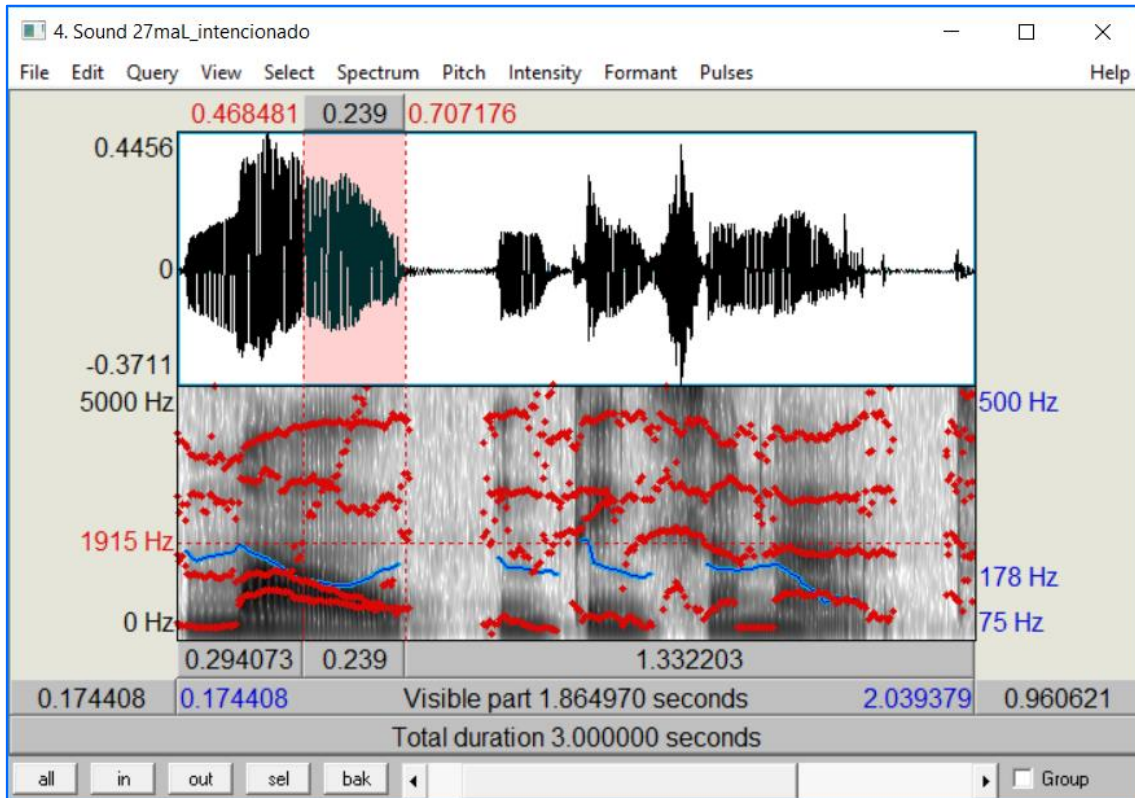 4. Sound 27maL_intencionado
File Edit Query View Select Spectrum Pitch Intensity Formant Pulses Help
0.468481 0.239 0.707176
0.4456
0
-0.3711
5000 Hz 500 Hz
1915 Hz
178 Hz
0 Hz 75 Hz
0.294073 0.239 1.332203
0.174408 0.174408 Visible part 1.864970 seconds 2.039379 0.960621
Total duration 3.000000 seconds
all in out sel bak Group